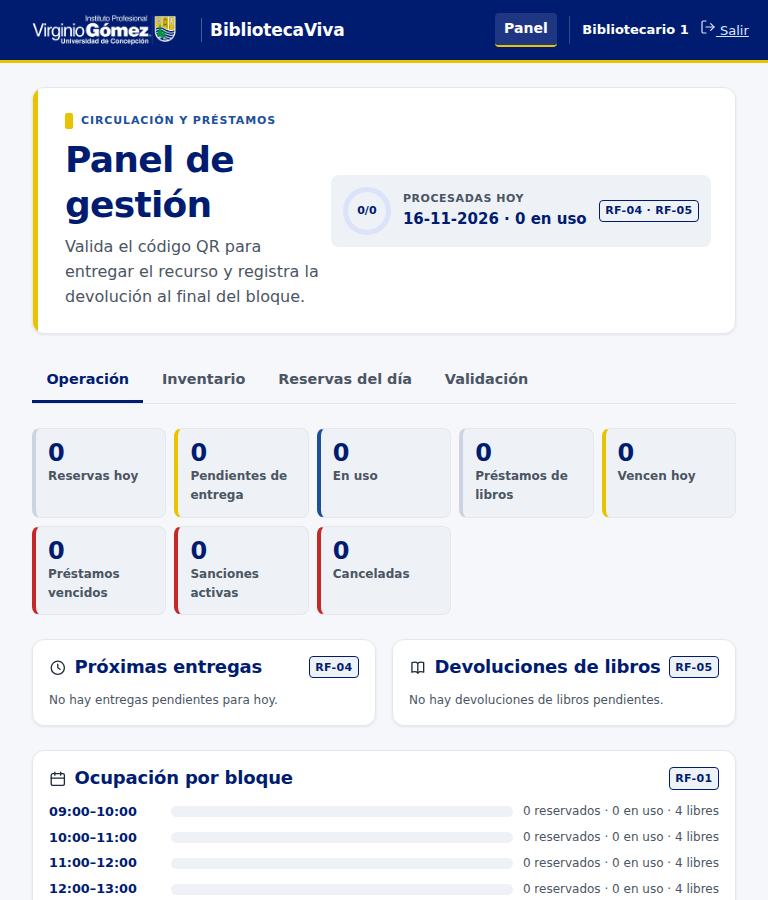 Instituto Profesional
VirginioGómez
Universidad de Concepción
BibliotecaViva
Panel
Bibliotecario 1
Salir
CIRCULACIÓN Y PRÉSTAMOS
Panel de
gestión
Valida el código QR para
entregar el recurso y registra la
devolución al final del bloque.
0/0
PROCESADAS HOY
16-11-2026 · 0 en uso
RF-04 · RF-05
Operación
Inventario
Reservas del día
Validación
0
Reservas hoy
0
Pendientes de
entrega
0
En uso
0
Préstamos de
libros
0
Vencen hoy
0
Préstamos
vencidos
0
Sanciones
activas
0
Canceladas
Próximas entregas
RF-04
No hay entregas pendientes para hoy.
Devoluciones de libros
RF-05
No hay devoluciones de libros pendientes.
Ocupación por bloque
RF-01
09:00–10:00 0 reservados · 0 en uso · 4 libres
10:00–11:00 0 reservados · 0 en uso · 4 libres
11:00–12:00 0 reservados · 0 en uso · 4 libres
12:00–13:00 0 reservados · 0 en uso · 4 libres